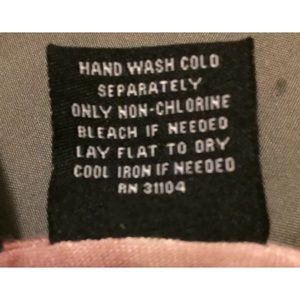 HAND WASH COLD
SEPARATELY
ONLY NON-CHLORINE
BLEACH IF NEEDED
LAY FLAT TO DRY
COOL IRON IF NEEDED
RN 31104